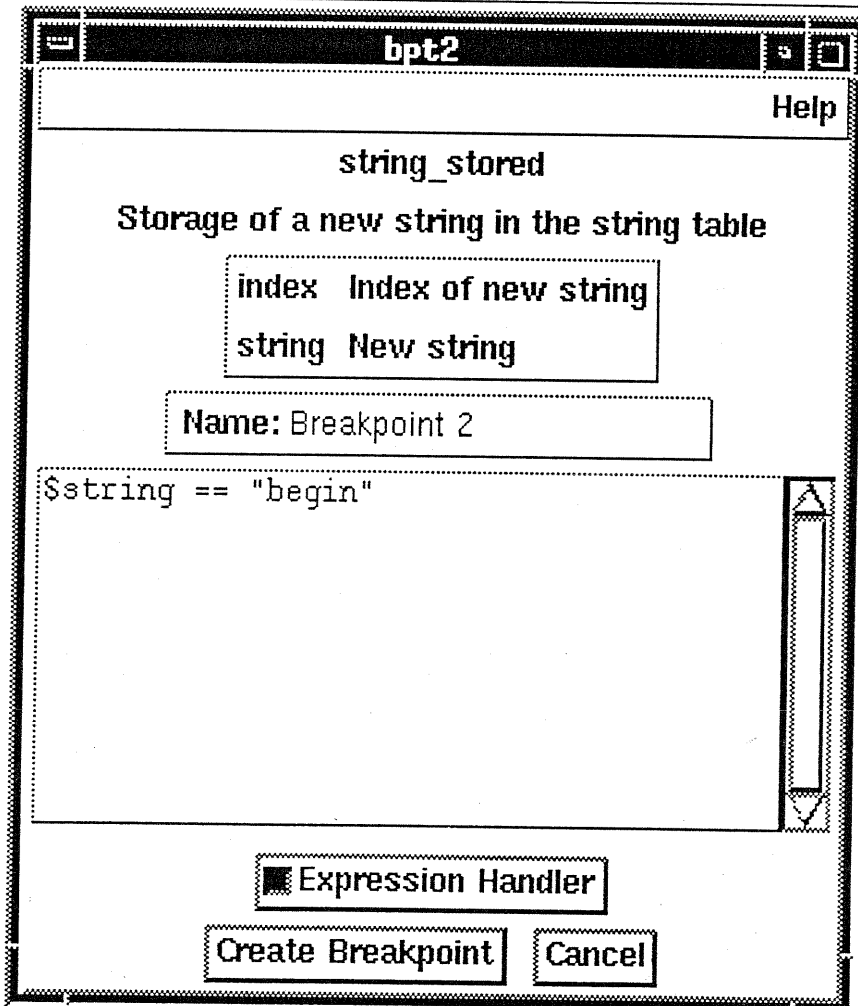 bpt2
Help
string_stored
Storage of a new string in the string table
index Index of new string
string New string
Name: Breakpoint 2
$string == "begin"
Expression Handler
Create Breakpoint Cancel